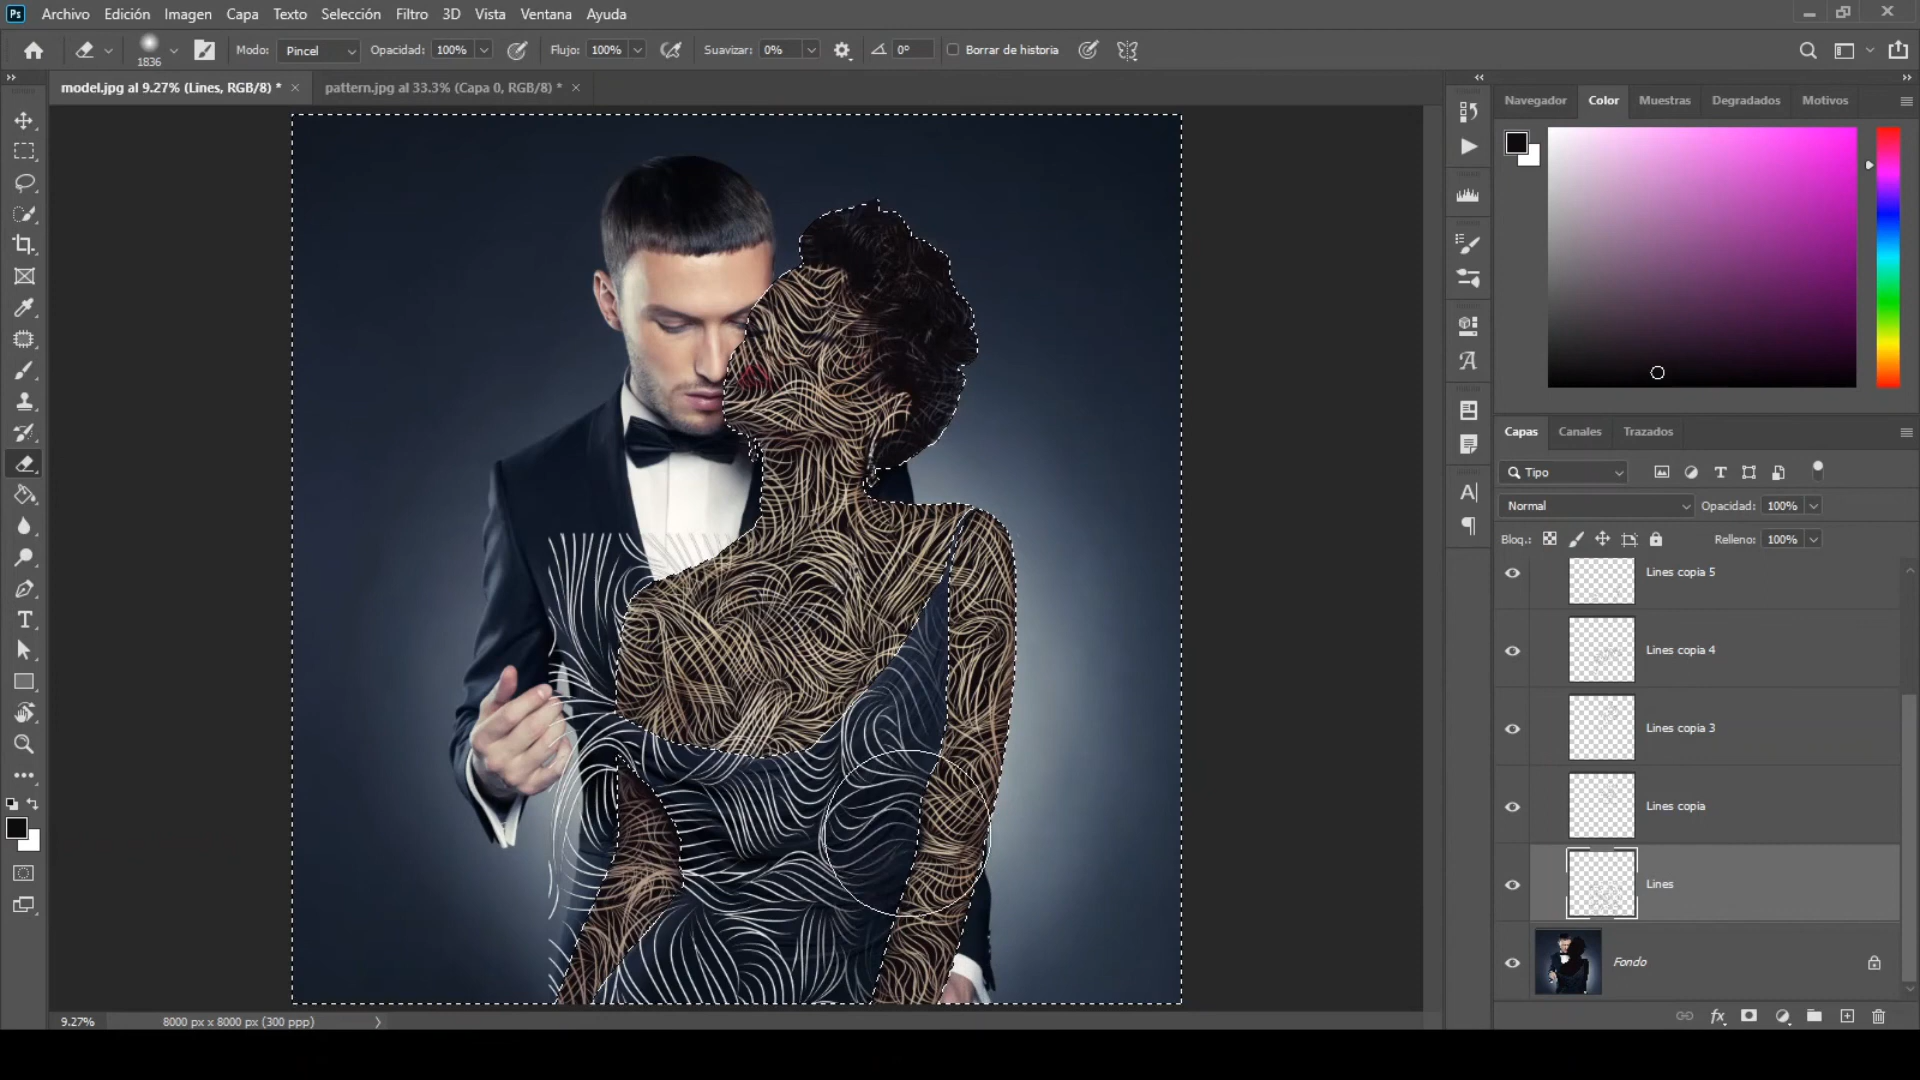 Ps Archivo Edición Imagen Capa Texto Selección Filtro 3D Vista Ventana Ayuda
1836 Modo: Pincel Opacidad: 100% Flujo: 100% Suavizar: 0% 0° Borrar de historia
model.jpg al 9.27% (Lines, RGB/8) * × pattern.jpg al 33.3% (Capa 0, RGB/8) * ×
Navegador Color Muestras Degradados Motivos
Capas Canales Trazados
Tipo
Normal Opacidad: 100%
Bloq.: Relleno: 100%
Lines copia 5
Lines copia 4
Lines copia 3
Lines copia
Lines
Fondo
9.27% 8000 px x 8000 px (300 ppp)